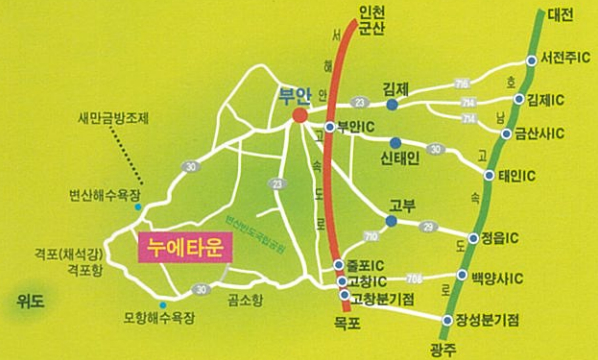 인천
군산
대전
서해안고속도로
호남고속도로
서전주IC
716
김제
부안
23
714
김제IC
714
금산사IC
새만금방조제
부안IC
신태인
30
태인IC
30
23
변산해수욕장
고부
29
정읍IC
변산반도국립공원
710
누에타운
격포(채석강)
격포항
줄포IC
고창IC
708
백양사IC
위도
30
곰소항
고창분기점
모항해수욕장
목포
장성분기점
광주